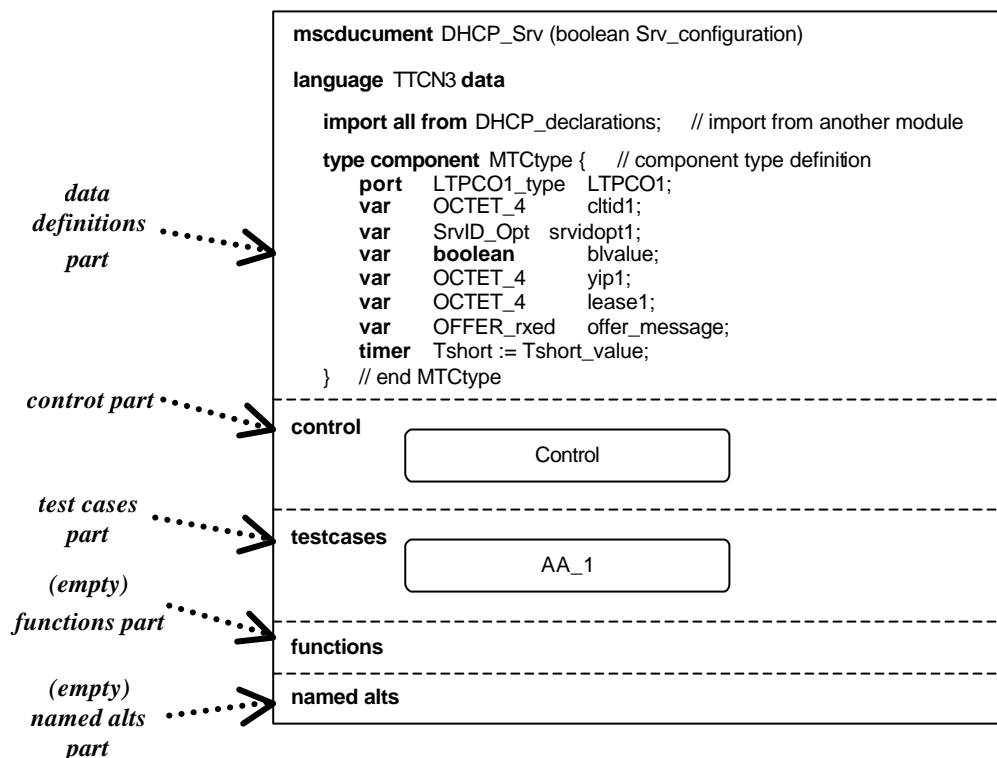 mscducument DHCP_Srv (boolean Srv_configuration)
language TTCN3 data
import all from DHCP_declarations; // import from another module
type component MTCtype { // component type definition
port LTPCO1_type LTPCO1;
var OCTET_4 cltid1;
var SrvID_Opt srvidopt1;
var boolean blvalue;
var OCTET_4 yip1;
var OCTET_4 lease1;
var OFFER_rxed offer_message;
timer Tshort := Tshort_value;
} // end MTCtype
data
definitions
part
controt part
control
Control
test cases
part
testcases
AA_1
(empty)
functions part
functions
(empty)
named alts
part
named alts